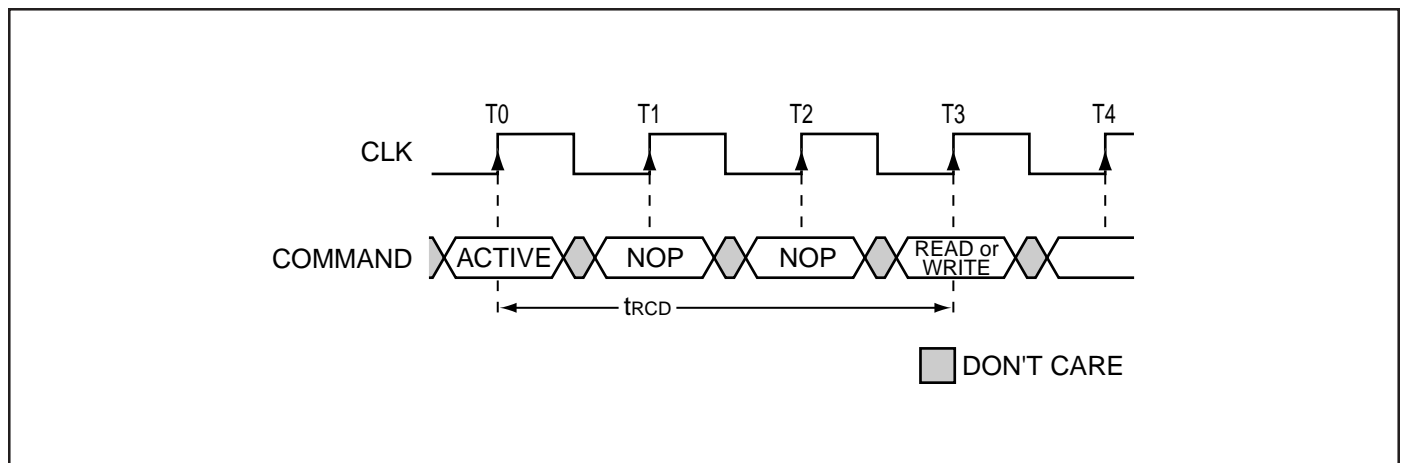 T0 T1 T2 T3 T4
CLK
COMMAND ACTIVE NOP NOP READ or
WRITE
tRCD
DON'T CARE